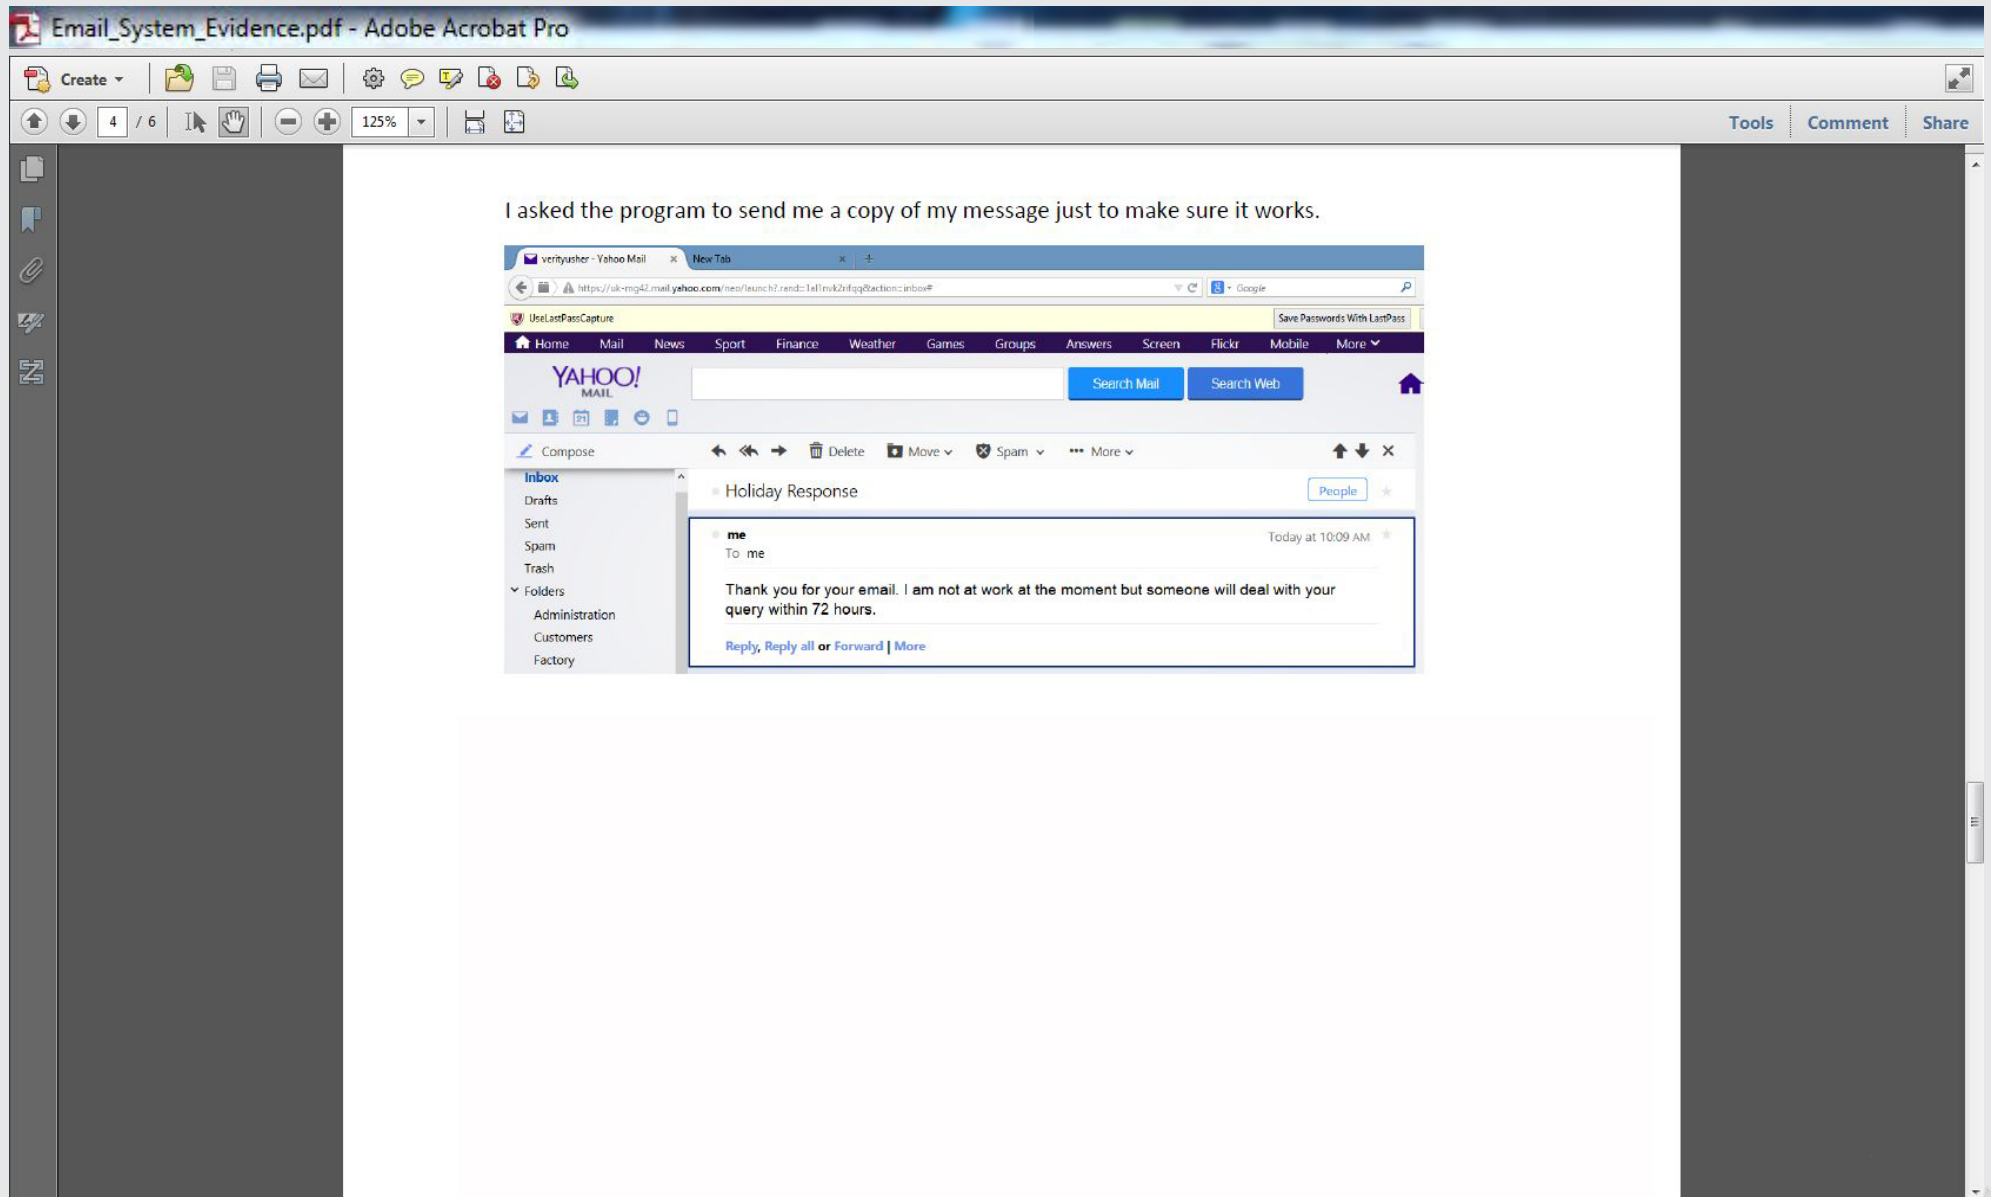 Email_System_Evidence.pdf - Adobe Acrobat Pro
Create
4 / 6 125% Tools Comment Share
I asked the program to send me a copy of my message just to make sure it works.
verityusher - Yahoo Mail New Tab
Google
UseLastPassCapture Save Passwords With LastPass
Home Mail News Sport Finance Weather Games Groups Answers Screen Flickr Mobile More
YAHOO!
MAIL
Search Mail Search Web
21
Compose Delete Move Spam More
Inbox
Holiday Response People
Drafts
Sent
me Today at 10:09 AM
Spam
To me
Trash
Folders
Thank you for your email. I am not at work at the moment but someone will deal with your
query within 72 hours.
Administration
Customers
Reply, Reply all or Forward | More
Factory